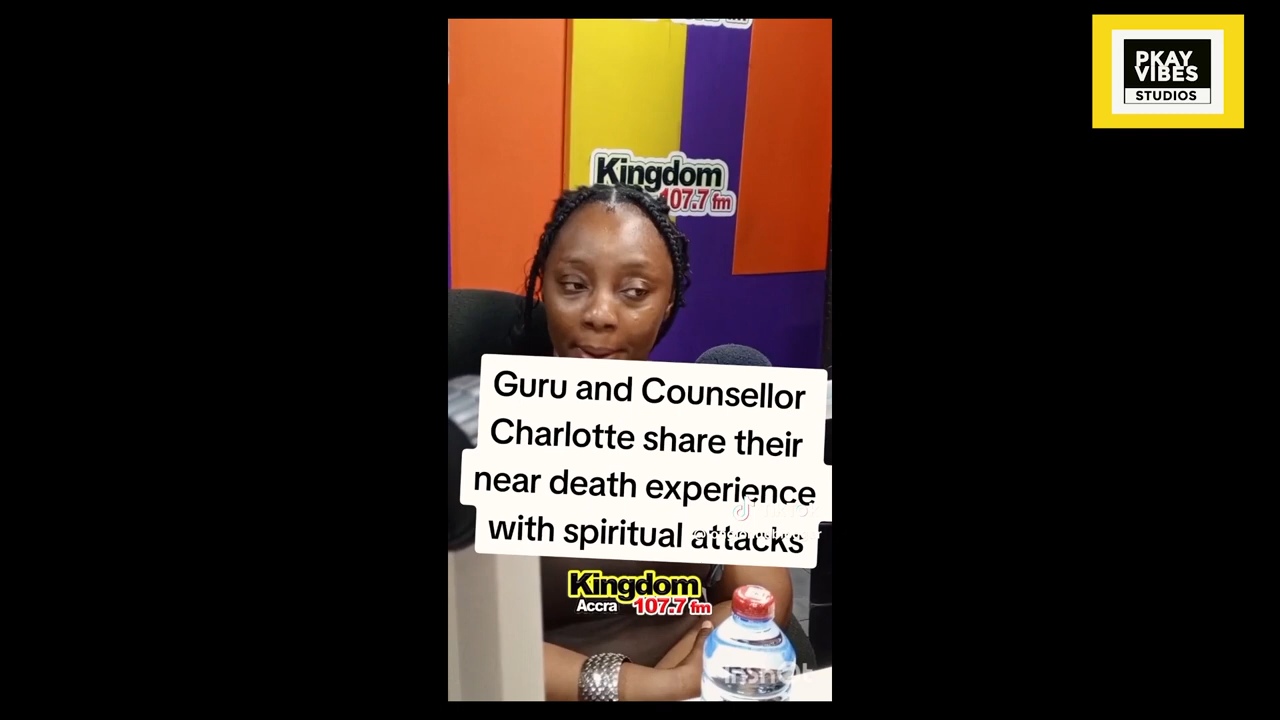 PKAY
VIBES
STUDIOS
Kingdom
107.7 fm
Guru and Counsellor
Charlotte share their
near death experience
with spiritual attacks
Kingdom
Accra 107.7 fm